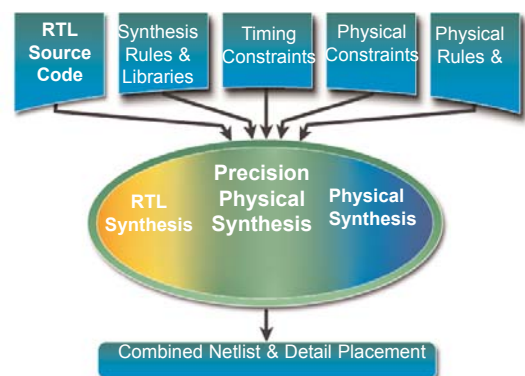 RTL
Source
Code
Synthesis
Rules &
Libraries
Timing
Constraints
Physical
Constraints
Physical
Rules &
Precision
Physical
Synthesis
RTL
Synthesis
Physical
Synthesis
Combined Netlist & Detail Placement